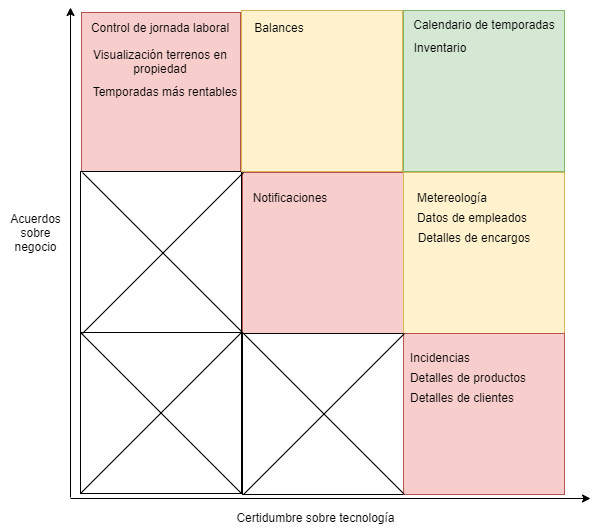 Control de jornada laboral
Visualización terrenos en
propiedad
Temporadas más rentables
Balances
Calendario de temporadas
Inventario
Acuerdos
sobre
negocio
Notificaciones
Metereología
Datos de empleados
Detalles de encargos
Incidencias
Detalles de productos
Detalles de clientes
Certidumbre sobre tecnología